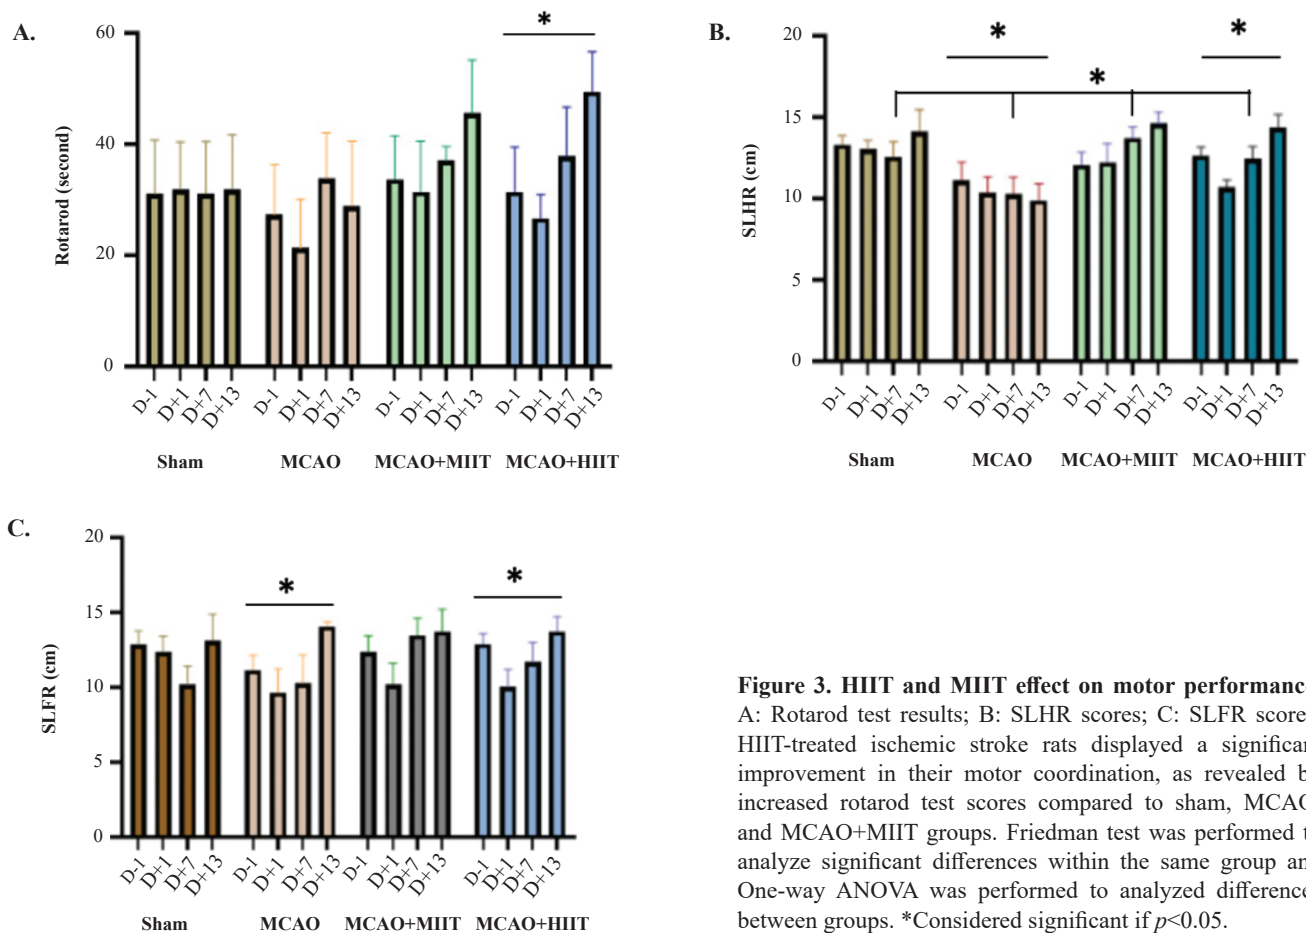 A.
60
40
20
0
Rotarod (second)
*
D-1 D+1 D+7 D+13 D-1 D+1 D+7 D+13 D-1 D+1 D+7 D+13 D-1 D+1 D+7 D+13
Sham MCAO MCAO+MIIT MCAO+HIIT
B.
20
15
10
5
0
SLHR (cm)
* * *
D-1 D+1 D+7 D+13 D-1 D+1 D+7 D+13 D-1 D+1 D+7 D+13 D-1 D+1 D+7 D+13
Sham MCAO MCAO+MIIT MCAO+HIIT
C.
20
15
10
5
0
SLFR (cm)
* *
D-1 D+1 D+7 D+13 D-1 D+1 D+7 D+13 D-1 D+1 D+7 D+13 D-1 D+1 D+7 D+13
Sham MCAO MCAO+MIIT MCAO+HIIT
Figure 3. HIIT and MIIT effect on motor performance
A: Rotarod test results; B: SLHR scores; C: SLFR score
HIIT-treated ischemic stroke rats displayed a significan
improvement in their motor coordination, as revealed b
increased rotarod test scores compared to sham, MCAO
and MCAO+MIIT groups. Friedman test was performed t
analyze significant differences within the same group an
One-way ANOVA was performed to analyzed difference
between groups. *Considered significant if p<0.05.